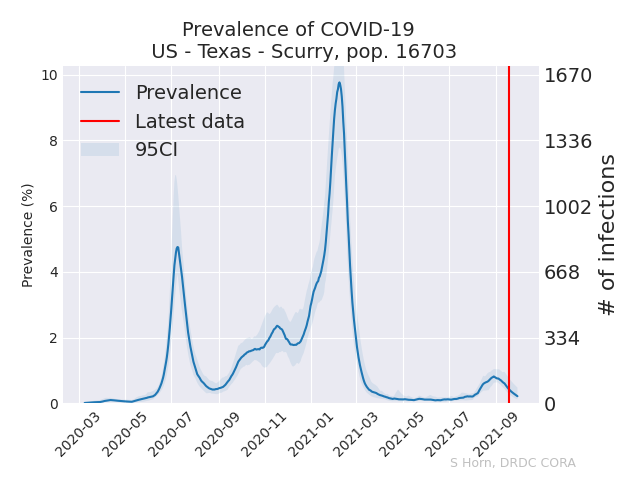 Prevalence of COVID-19
US - Texas - Scurry, pop. 16703
Prevalence
Latest data
95CI
Prevalence (%)
10
8
6
4
2
0
1670
1336
1002
668
334
0
# of infections
2020-03
2020-05
2020-07
2020-09
2020-11
2021-01
2021-03
2021-05
2021-07
2021-09
S Horn, DRDC CORA